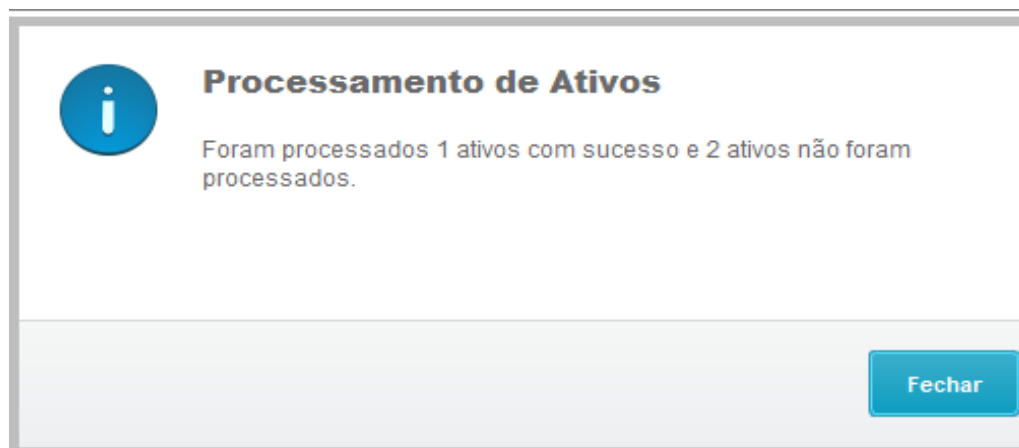 Processamento de Ativos
Foram processados 1 ativos com sucesso e 2 ativos não foram
processados.
Fechar